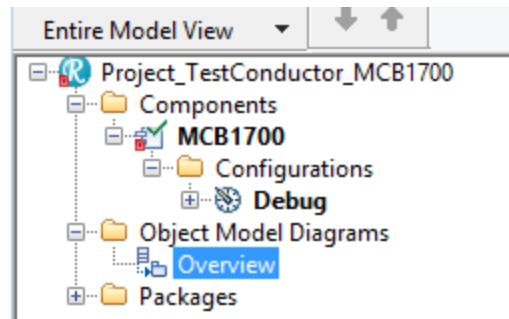 Entire Model View
Project_TestConductor_MCB1700
Components
MCB1700
Configurations
Debug
Object Model Diagrams
Overview
Packages